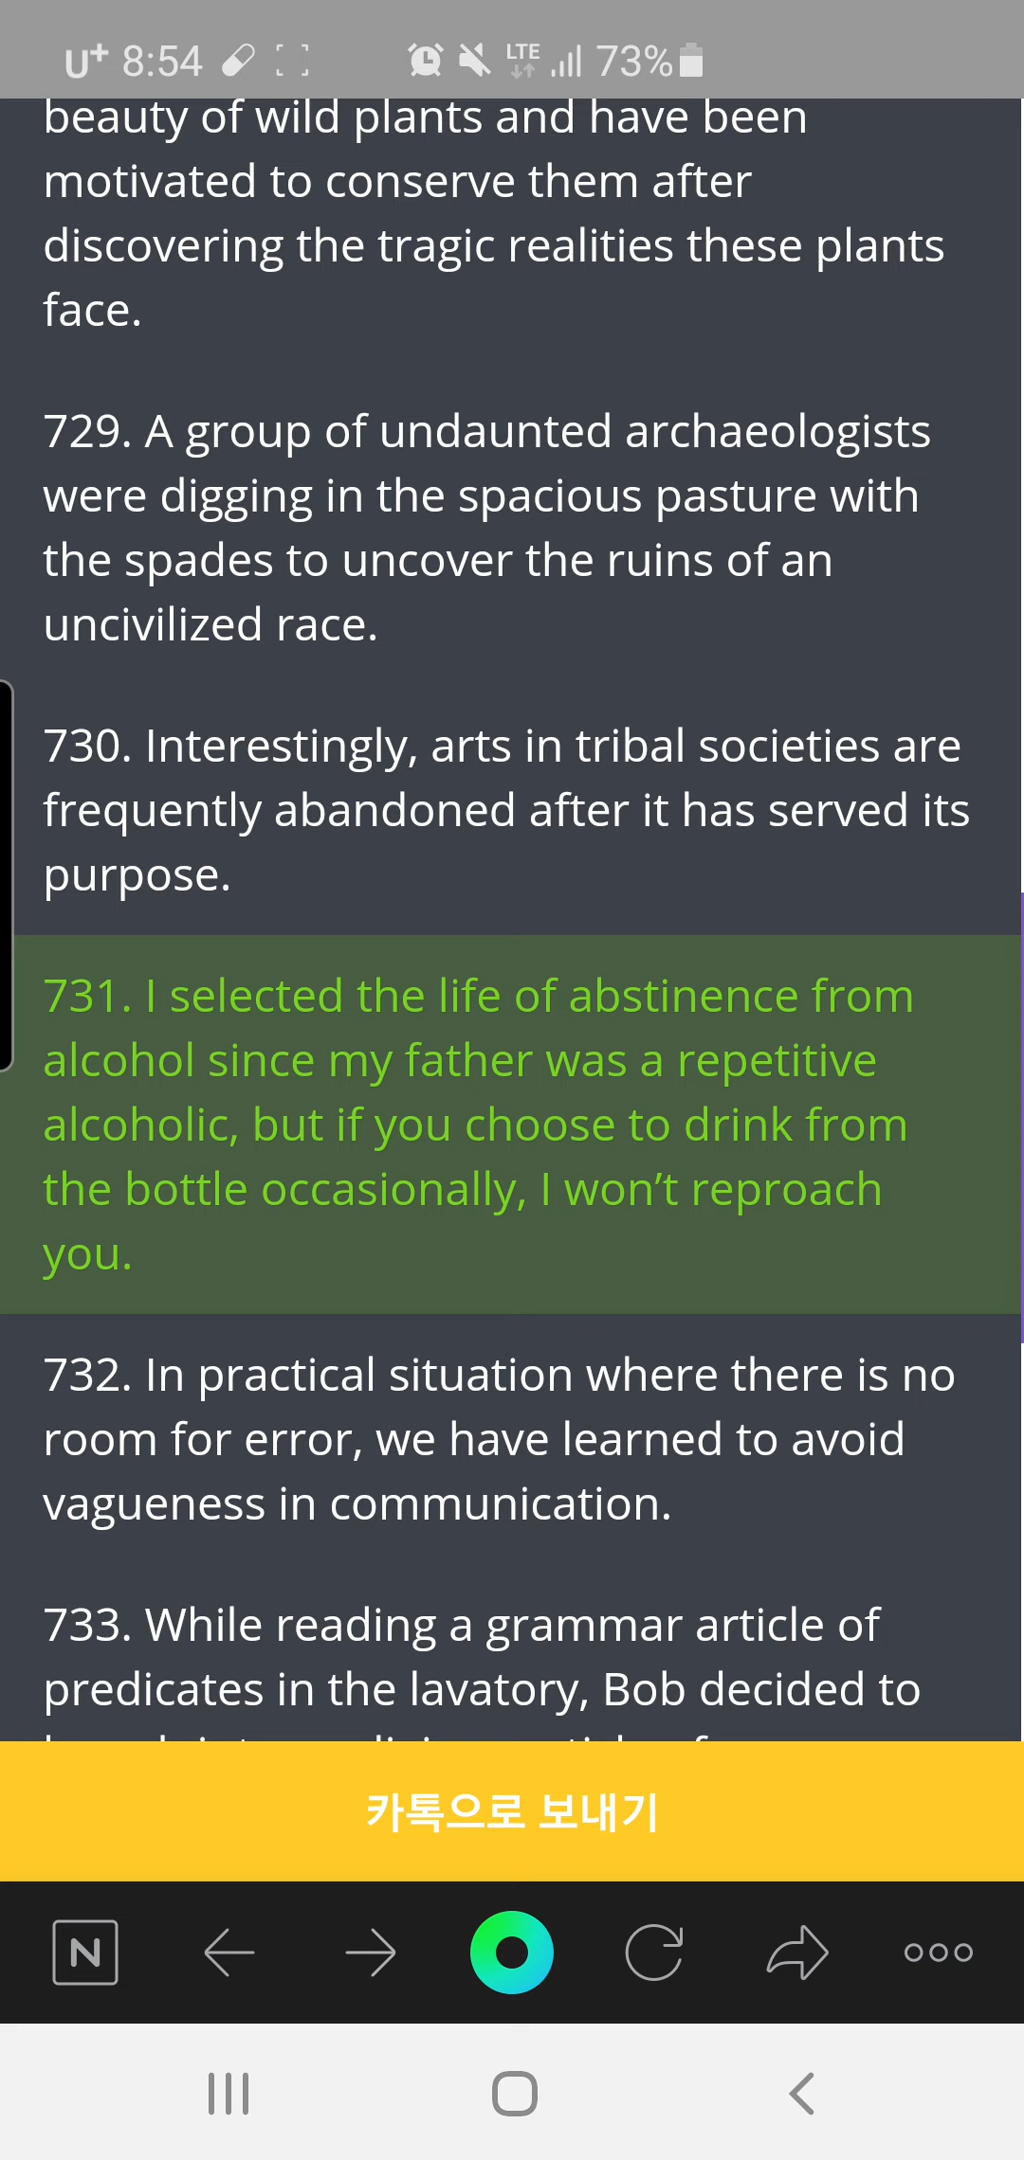 U+ 8:54 LTE 73%
beauty of wild plants and have been
motivated to conserve them after
discovering the tragic realities these plants
face.
729. A group of undaunted archaeologists
were digging in the spacious pasture with
the spades to uncover the ruins of an
uncivilized race.
730. Interestingly, arts in tribal societies are
frequently abandoned after it has served its
purpose.
731. I selected the life of abstinence from
alcohol since my father was a repetitive
alcoholic, but if you choose to drink from
the bottle occasionally, I won’t reproach
you.
732. In practical situation where there is no
room for error, we have learned to avoid
vagueness in communication.
733. While reading a grammar article of
predicates in the lavatory, Bob decided to
카톡으로 보내기
N